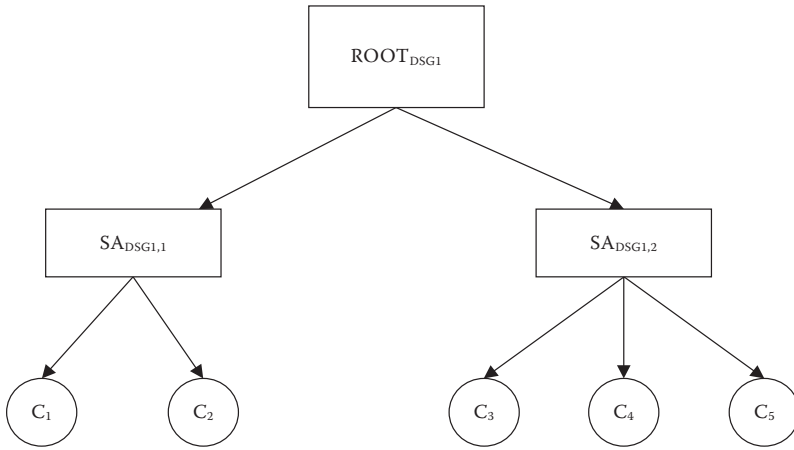 ROOT_DSG1
SA_DSG1,1
SA_DSG1,2
C_1
C_2
C_3
C_4
C_5